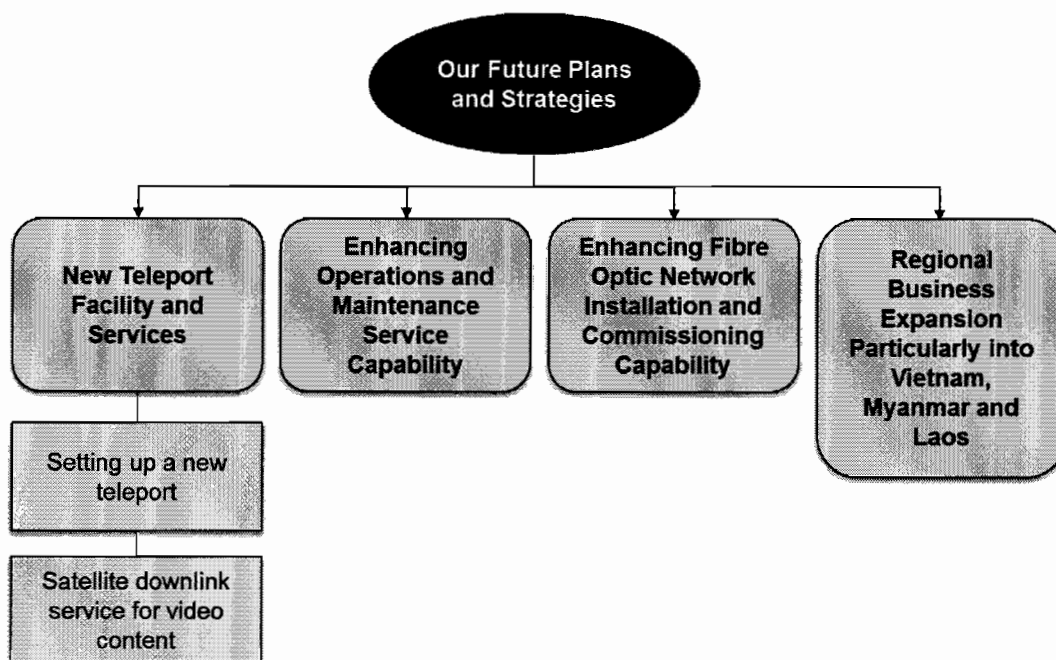 Our Future Plans
and Strategies
New Teleport
Facility and
Services
Enhancing
Operations and
Maintenance
Service
Capability
Enhancing Fibre
Optic Network
Installation and
Commissioning
Capability
Regional
Business
Expansion
Particularly into
Vietnam,
Myanmar and
Laos
Setting up a new
teleport
Satellite downlink
service for video
content